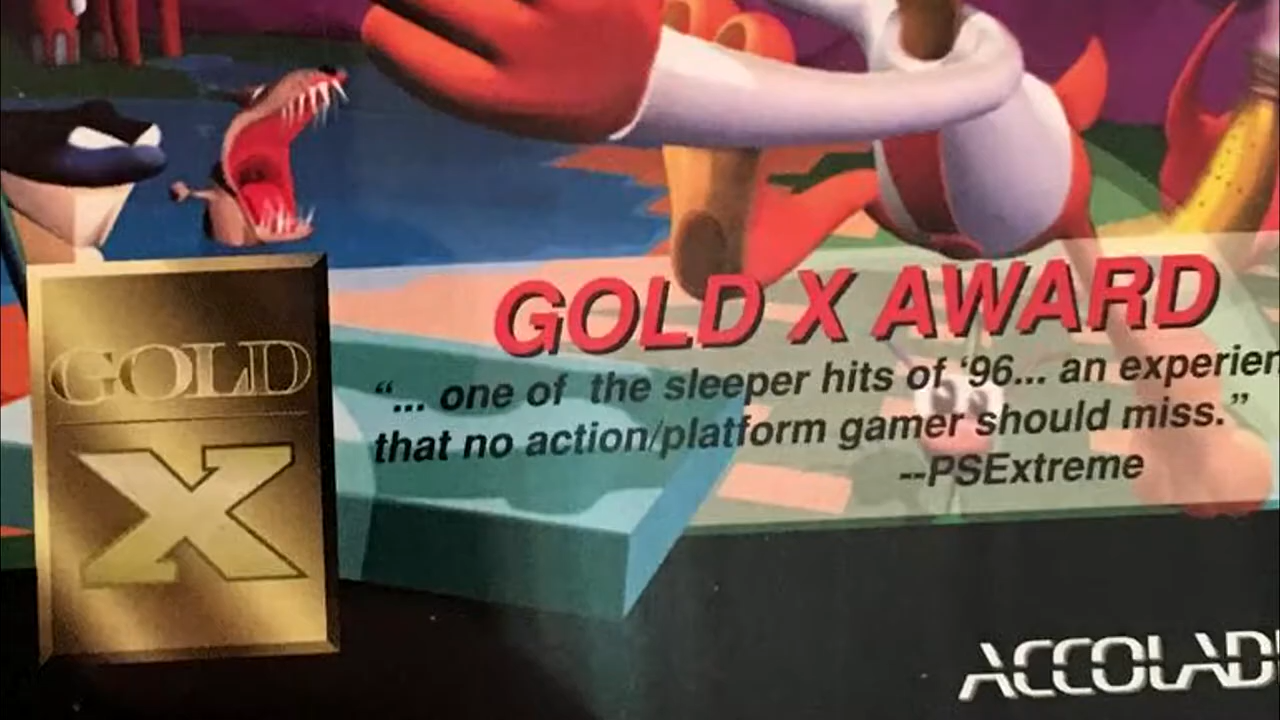 GOLD X AWARD
GOLD
X
"... one of the sleeper hits of '96... an experien
that no action/platform gamer should miss."
--PSExtreme
ACCOLAD